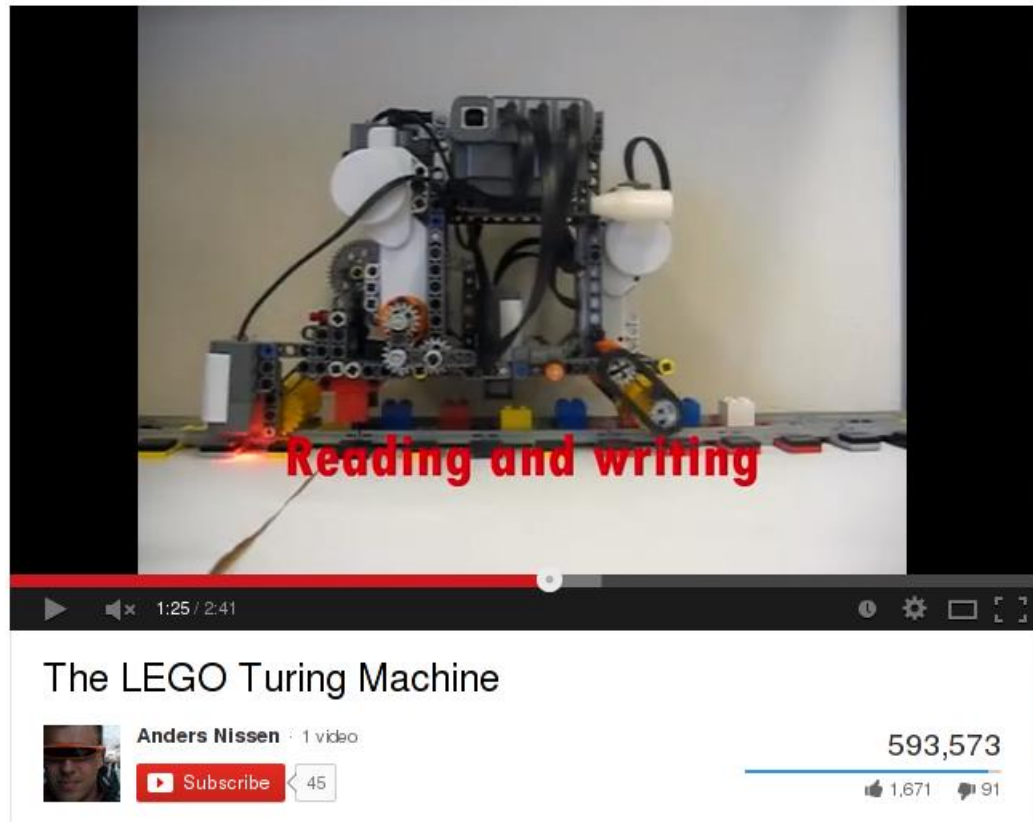 Reading and writing
1:25 / 2:41
The LEGO Turing Machine
Anders Nissen · 1 video
593,573
Subscribe 45
1,671 91